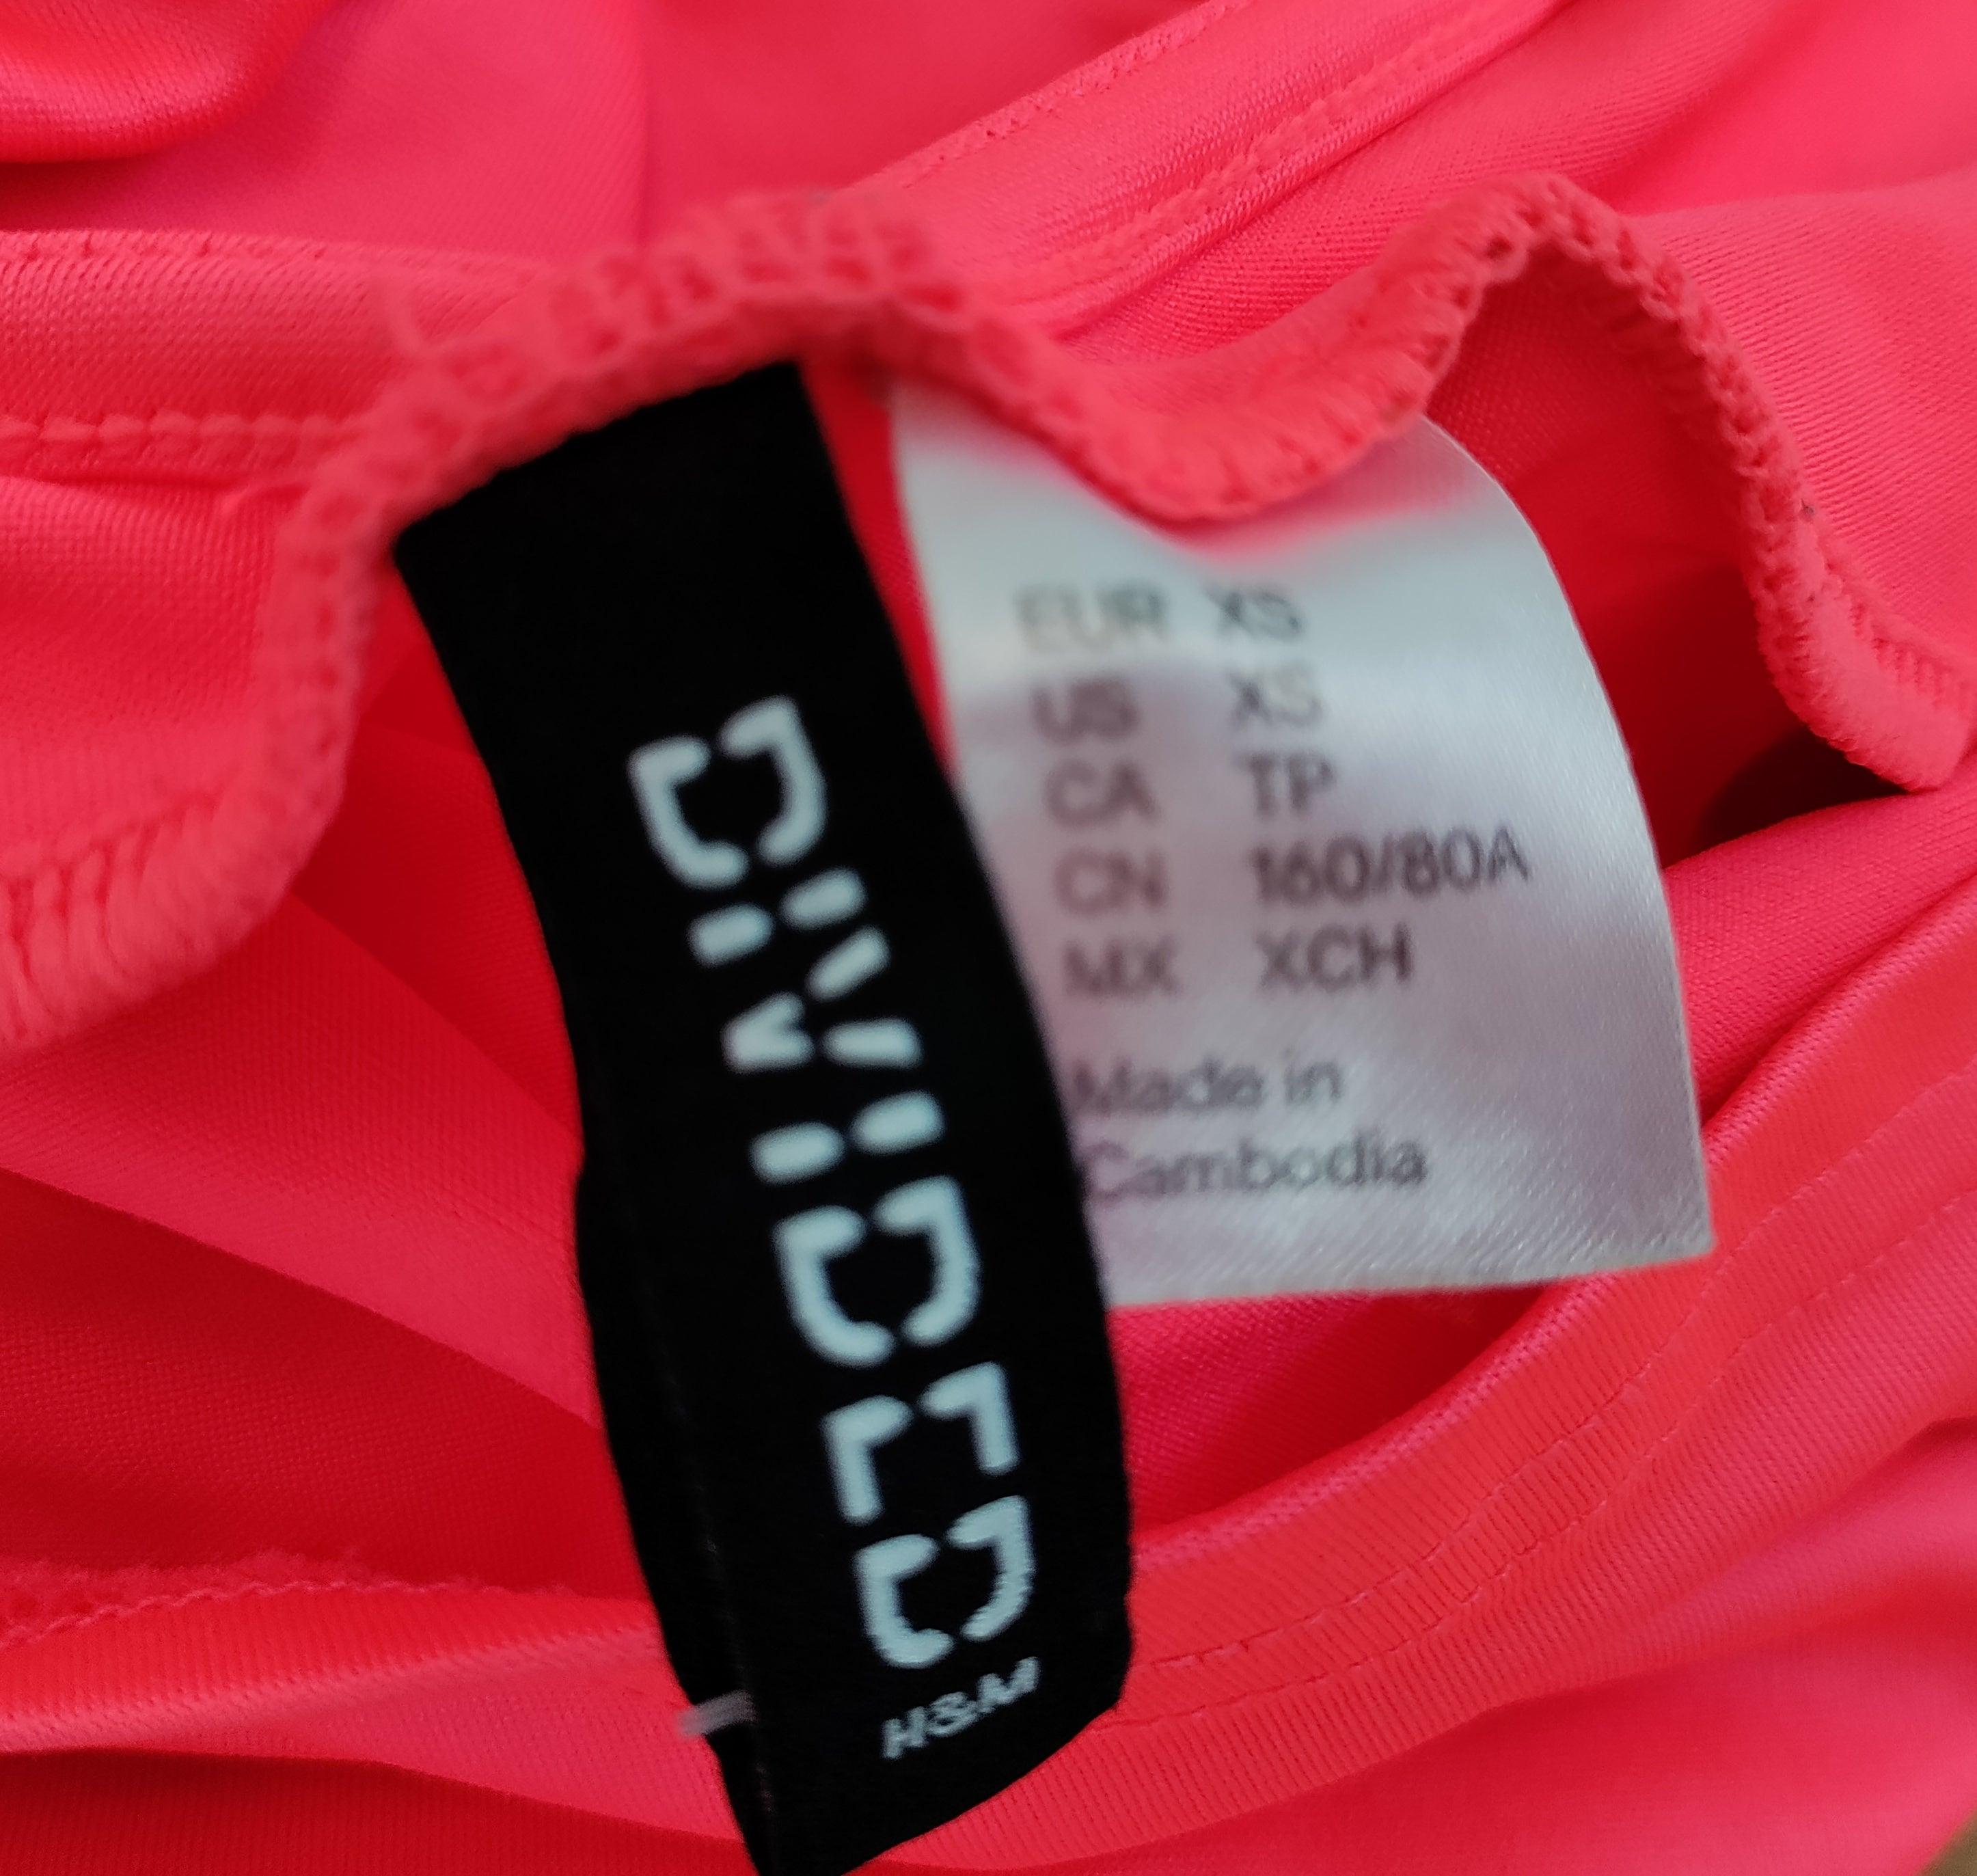 DIVIDED
H&M
EUR XS
US XS
CA TP
CN 160/80A
MX XCH
Made in
Cambodia